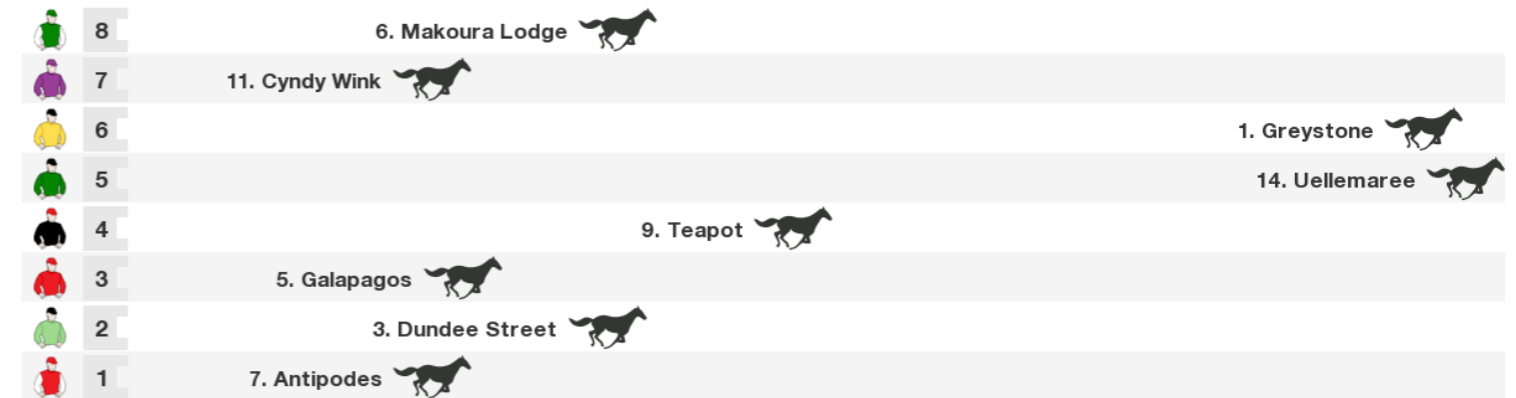 8 6. Makoura Lodge
7 11. Cyndy Wink
6 1. Greystone
5 14. Uellemaree
4 9. Teapot
3 5. Galapagos
2 3. Dundee Street
1 7. Antipodes